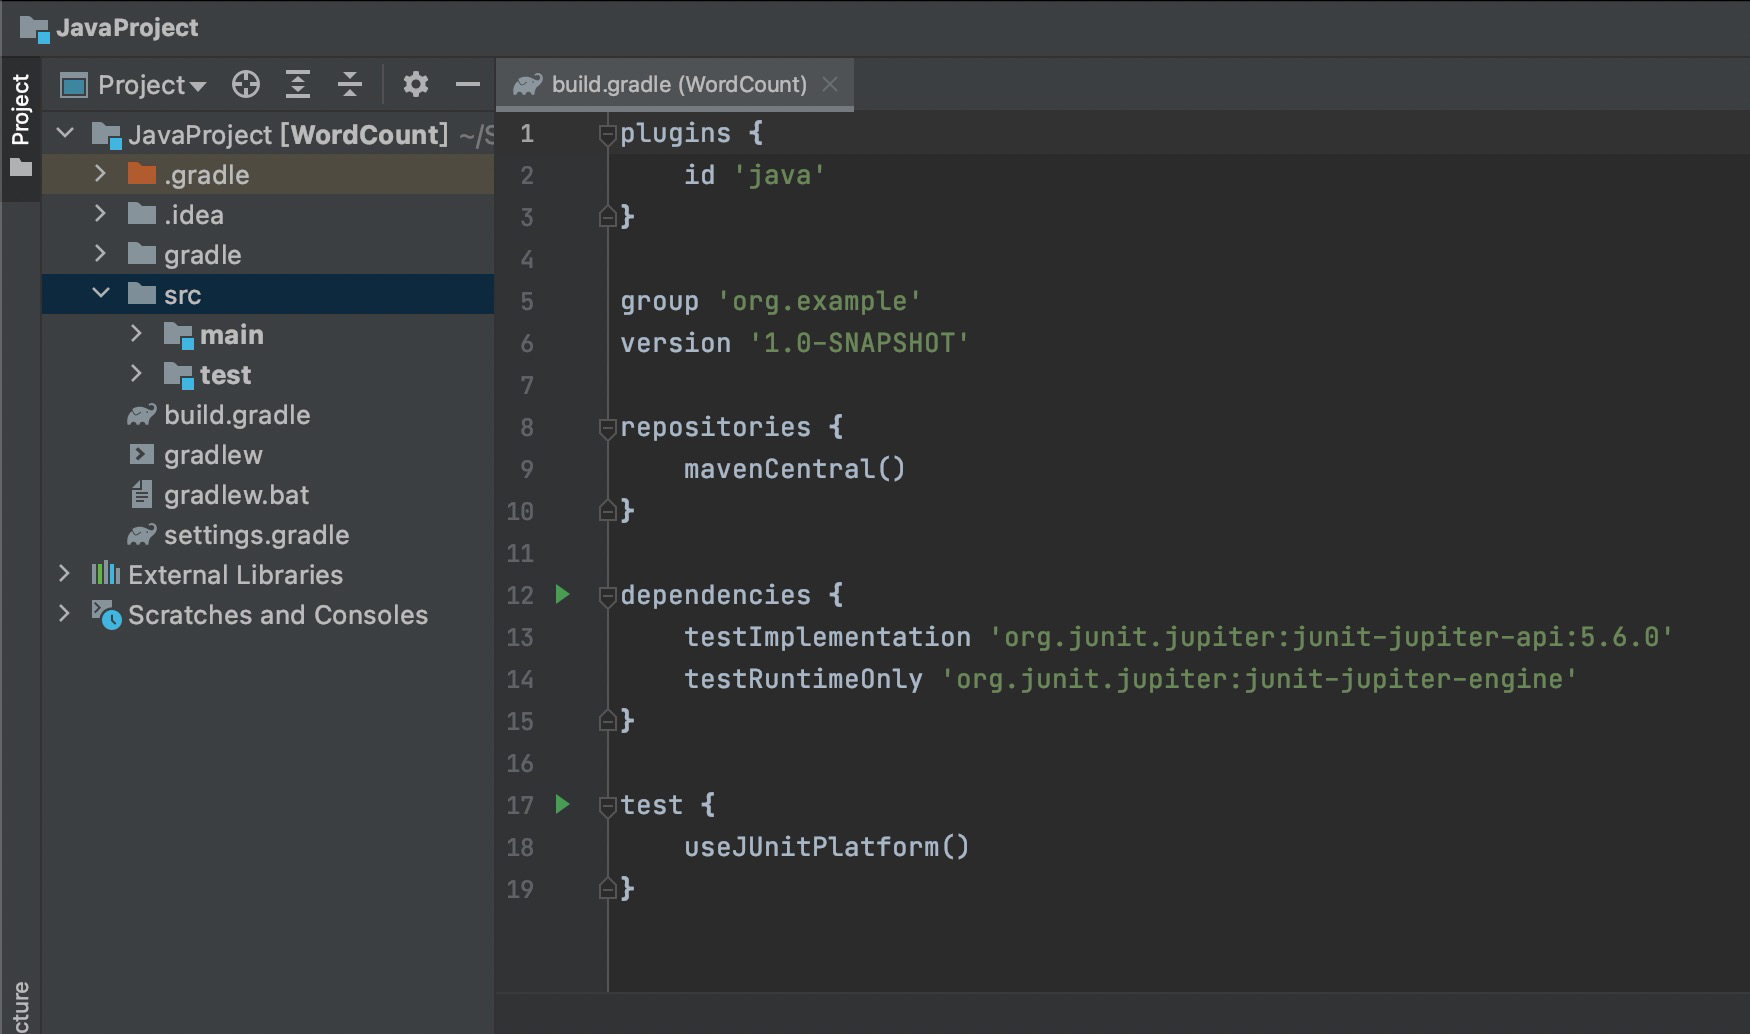 JavaProject
Project
Project
JavaProject [WordCount] ~/S
.gradle
.idea
gradle
src
main
test
build.gradle
gradlew
gradlew.bat
settings.gradle
External Libraries
Scratches and Consoles
cture
build.gradle (WordCount)
1 plugins {
2     id 'java'
3 }
4
5 group 'org.example'
6 version '1.0-SNAPSHOT'
7
8 repositories {
9     mavenCentral()
10 }
11
12 dependencies {
13     testImplementation 'org.junit.jupiter:junit-jupiter-api:5.6.0'
14     testRuntimeOnly 'org.junit.jupiter:junit-jupiter-engine'
15 }
16
17 test {
18     useJUnitPlatform()
19 }